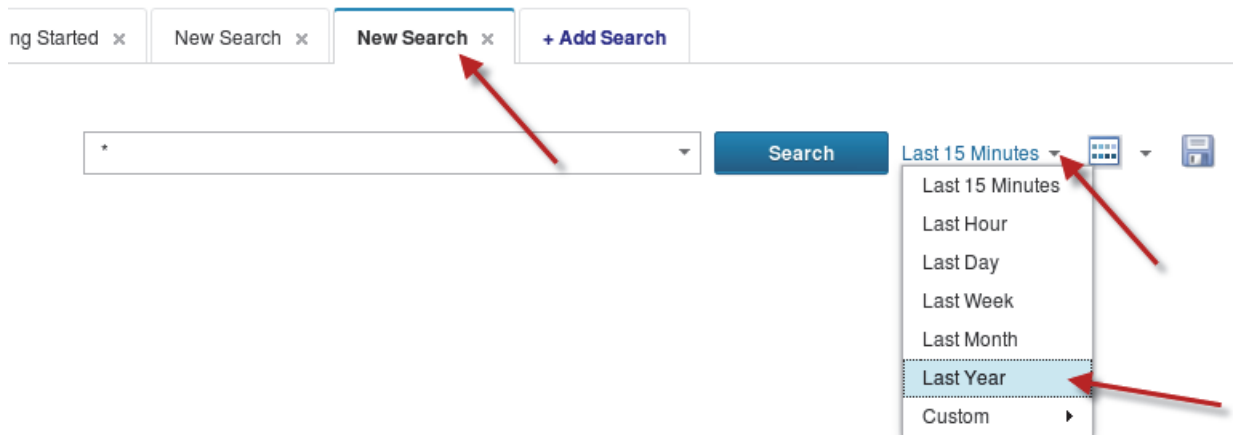 ng Started × New Search × New Search × + Add Search
* Search Last 15 Minutes
Last 15 Minutes
Last Hour
Last Day
Last Week
Last Month
Last Year
Custom